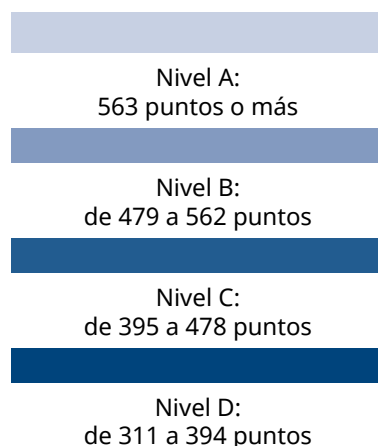 Nivel A:
563 puntos o más
Nivel B:
de 479 a 562 puntos
Nivel C:
de 395 a 478 puntos
Nivel D:
de 311 a 394 puntos